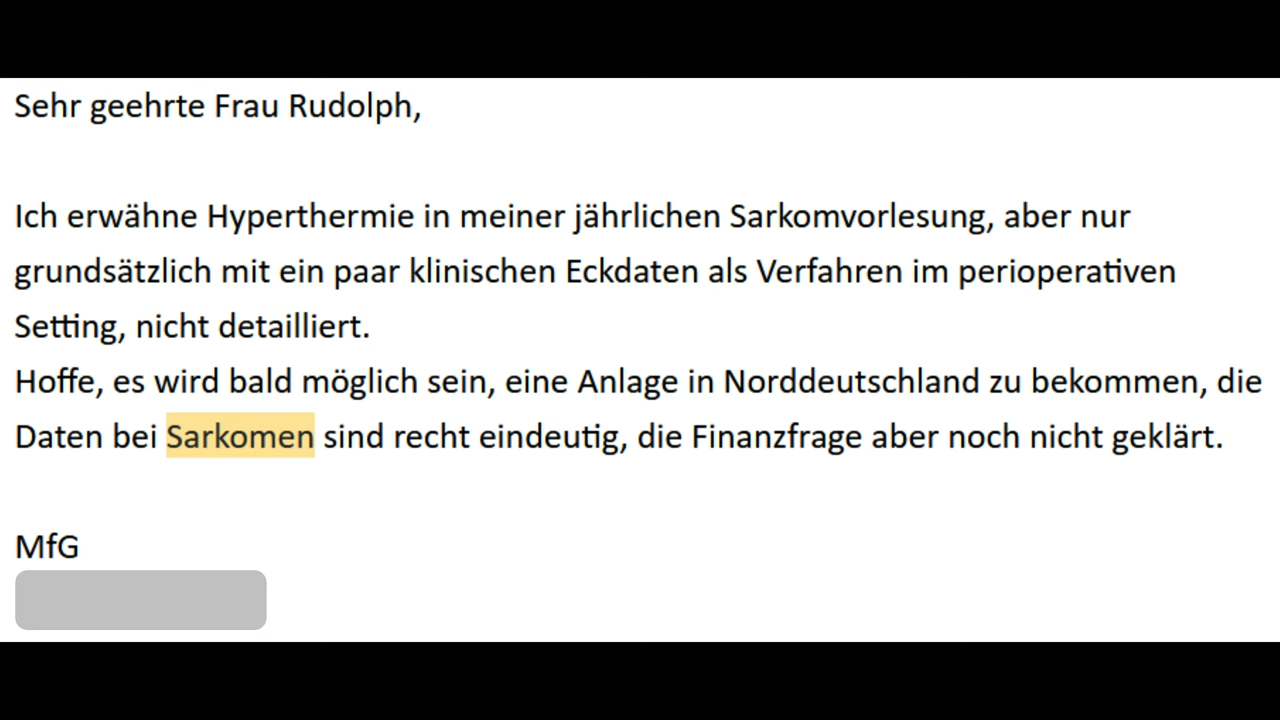 Sehr geehrte Frau Rudolph,
Ich erwähne Hyperthermie in meiner jährlichen Sarkomvorlesung, aber nur
grundsätzlich mit ein paar klinischen Eckdaten als Verfahren im perioperativen
Setting, nicht detailliert.
Hoffe, es wird bald möglich sein, eine Anlage in Norddeutschland zu bekommen, die
Daten bei Sarkomen sind recht eindeutig, die Finanzfrage aber noch nicht geklärt.
MfG